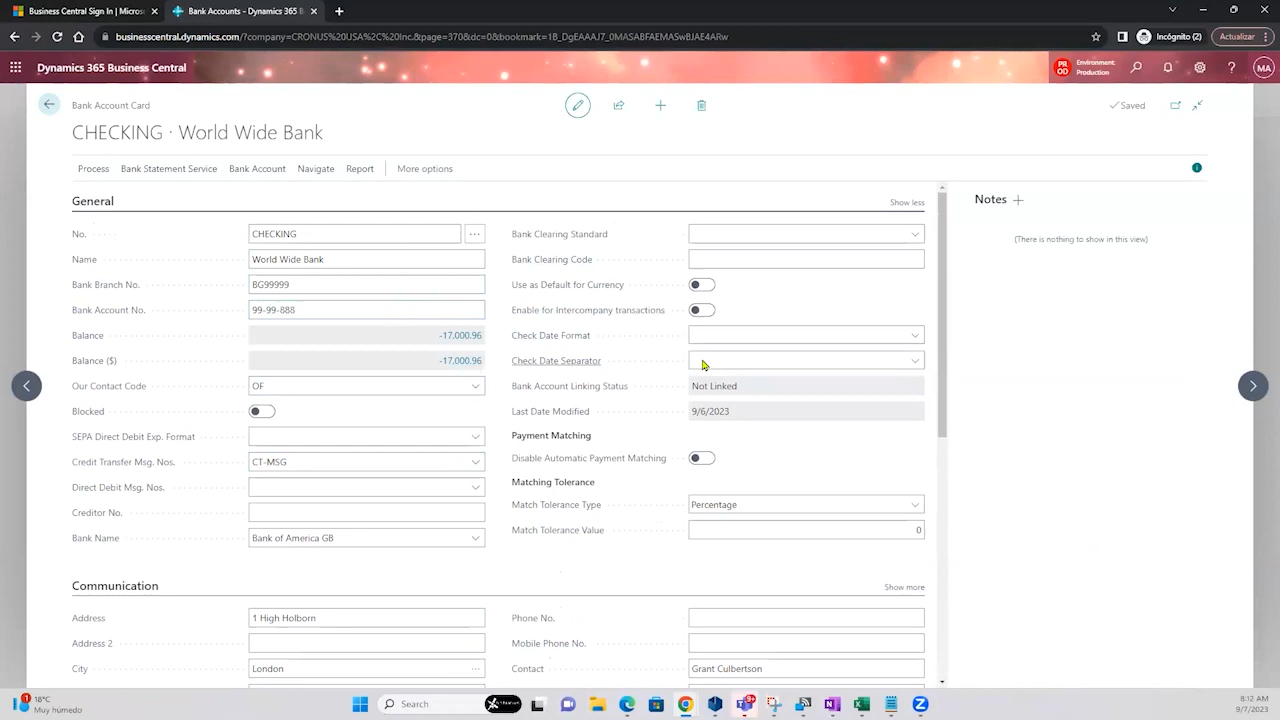 Business Central Sign In | Micros
Bank Accounts - Dynamics 365 B
businesscentral.dynamics.com/?company=CRONUS%20USA%2C%20Inc.&page=370&dc=0&bookmark=1B_DgEAAAJ7_0MASABFAEMASwBJAE4ARw
Incógnito (2)
Actualizar
Dynamics 365 Business Central
PR
OD
Environment:
Production
MA
Bank Account Card
Saved
CHECKING · World Wide Bank
Process Bank Statement Service Bank Account Navigate Report More options
General
Show less
No. CHECKING
Name World Wide Bank
Bank Branch No. BG99999
Bank Account No. 99-99-888
Balance -17,000.96
Balance ($) -17,000.96
Our Contact Code OF
Blocked
SEPA Direct Debit Exp. Format
Credit Transfer Msg. Nos. CT-MSG
Direct Debit Msg. Nos.
Creditor No.
Bank Name Bank of America GB
Bank Clearing Standard
Bank Clearing Code
Use as Default for Currency
Enable for Intercompany transactions
Check Date Format
Check Date Separator
Bank Account Linking Status Not Linked
Last Date Modified 9/6/2023
Payment Matching
Disable Automatic Payment Matching
Matching Tolerance
Match Tolerance Type Percentage
Match Tolerance Value 0
Notes
(There is nothing to show in this view)
Communication
Show more
Address 1 High Holborn
Address 2
City London
Phone No.
Mobile Phone No.
Contact Grant Culbertson
1
18°C
Muy húmedo
Search
8:12 AM
9/7/2023